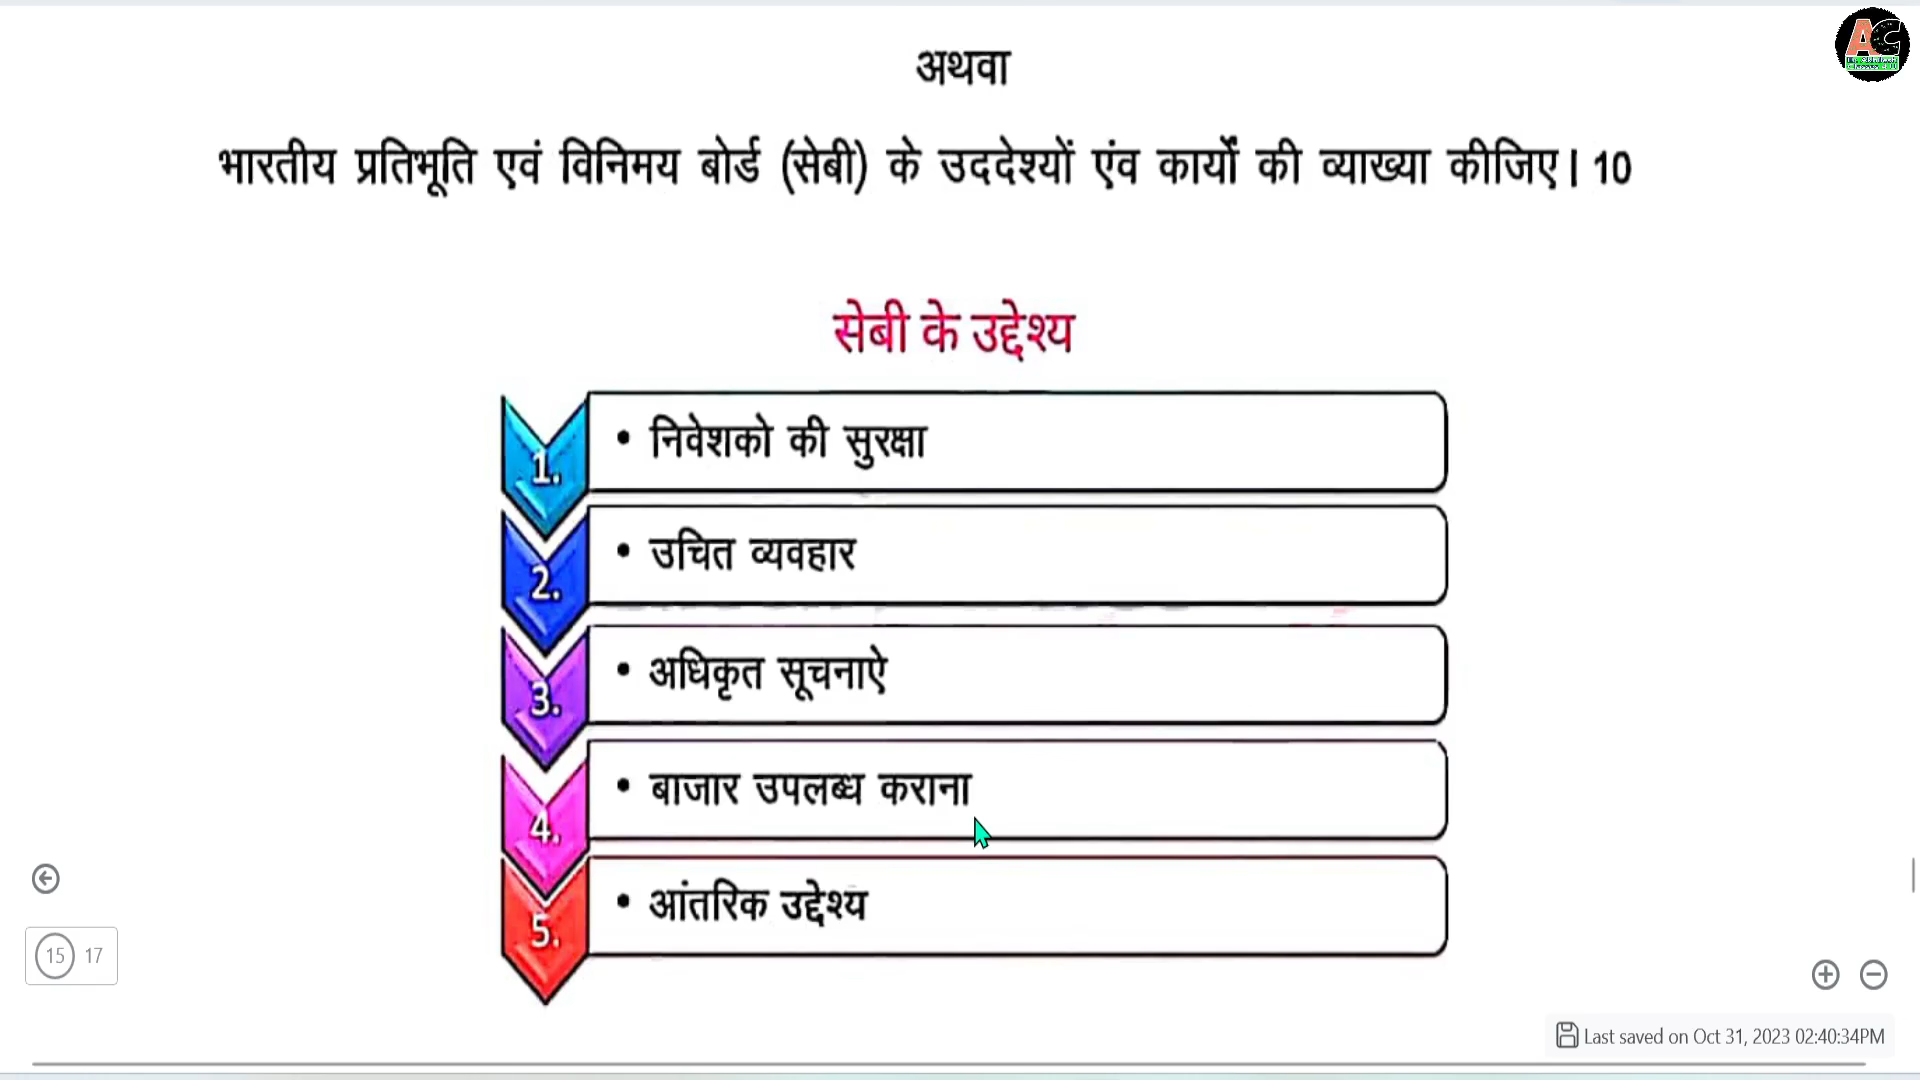 AC
अथवा
भारतीय प्रतिभूति एवं विनिमय बोर्ड (सेबी) के उददेश्यों एंव कार्यों की व्याख्या कीजिए| 10
सेबी के उद्देश्य
1. • निवेशको की सुरक्षा
2. • उचित व्यवहार
3. • अधिकृत सूचनाऐ
4. • बाजार उपलब्ध कराना
5. • आंतरिक उद्देश्य
15 17
Last saved on Oct 31, 2023 02:40:34PM